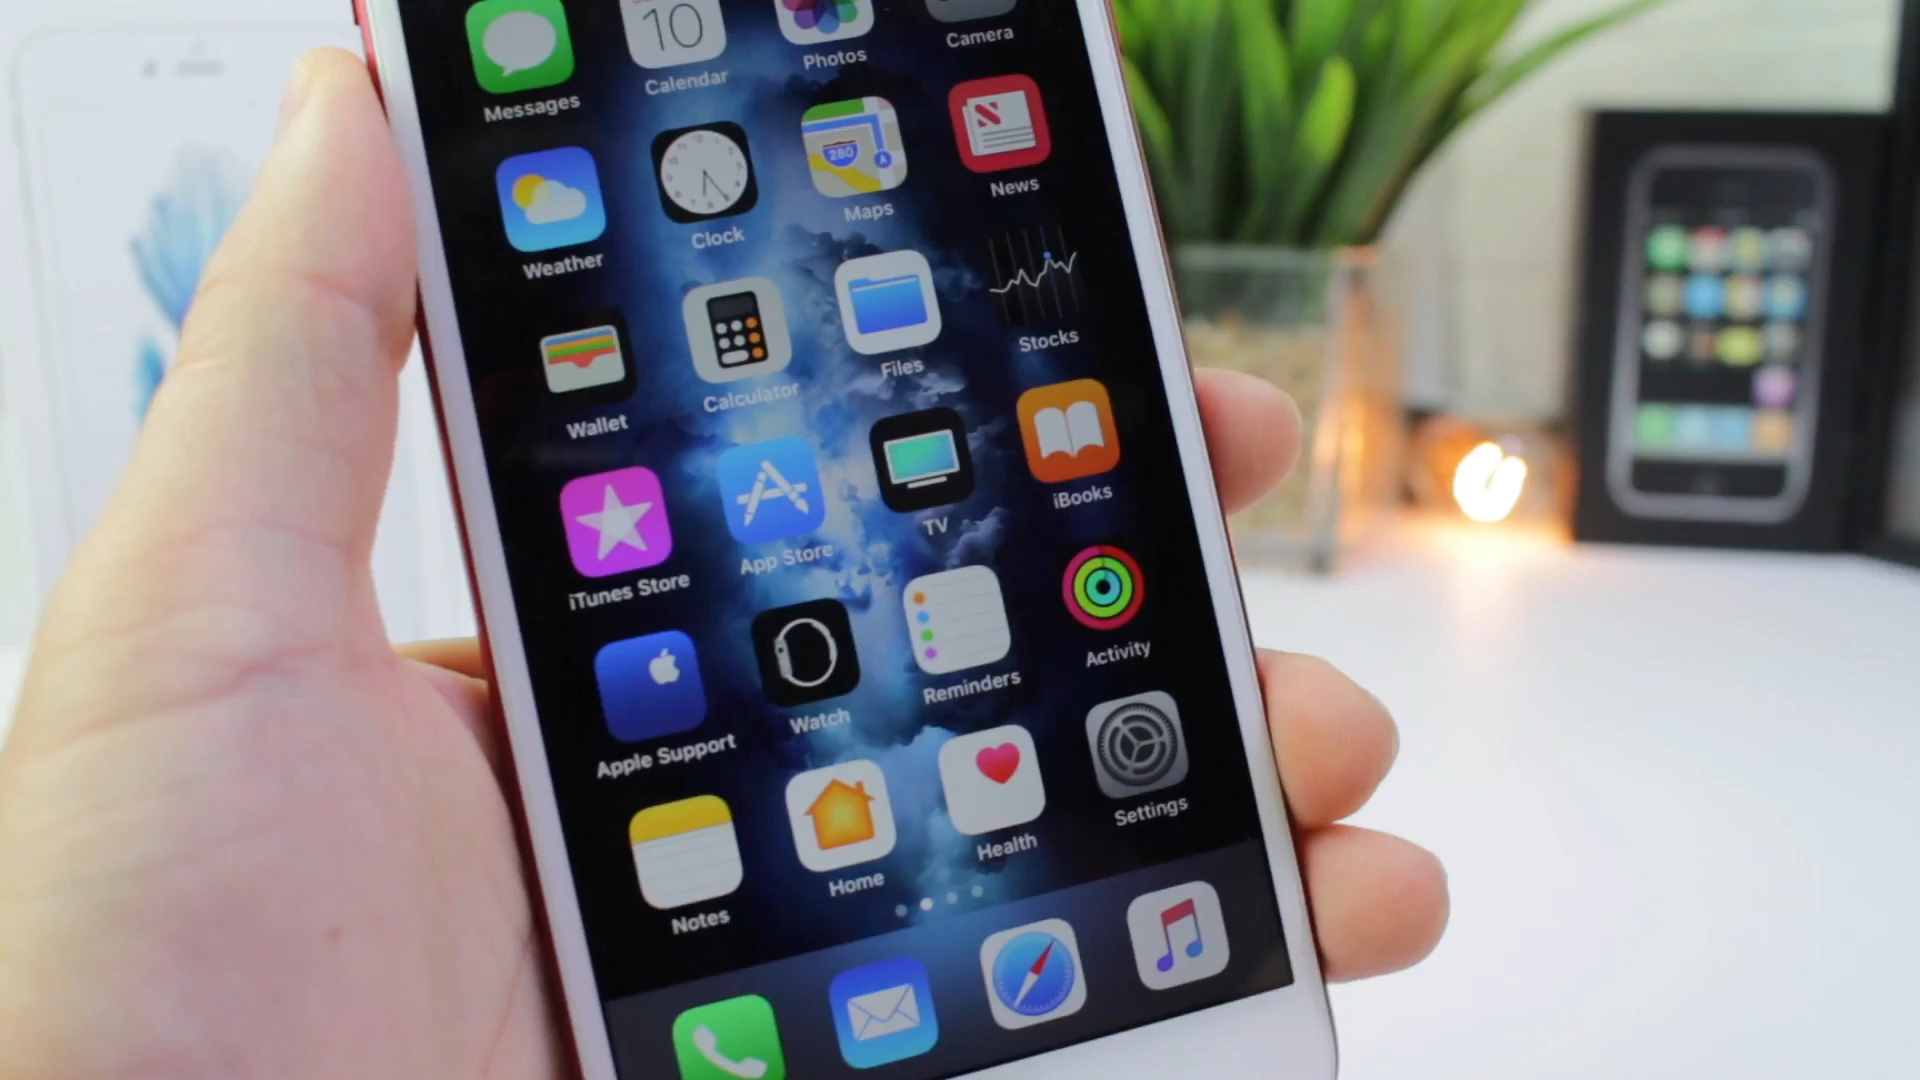 10
Messages
Calendar
Photos
Camera
280
Weather
Clock
Maps
News
Wallet
Calculator
Files
Stocks
iTunes Store
App Store
TV
iBooks
Apple Support
Watch
Reminders
Activity
Notes
Home
Health
Settings